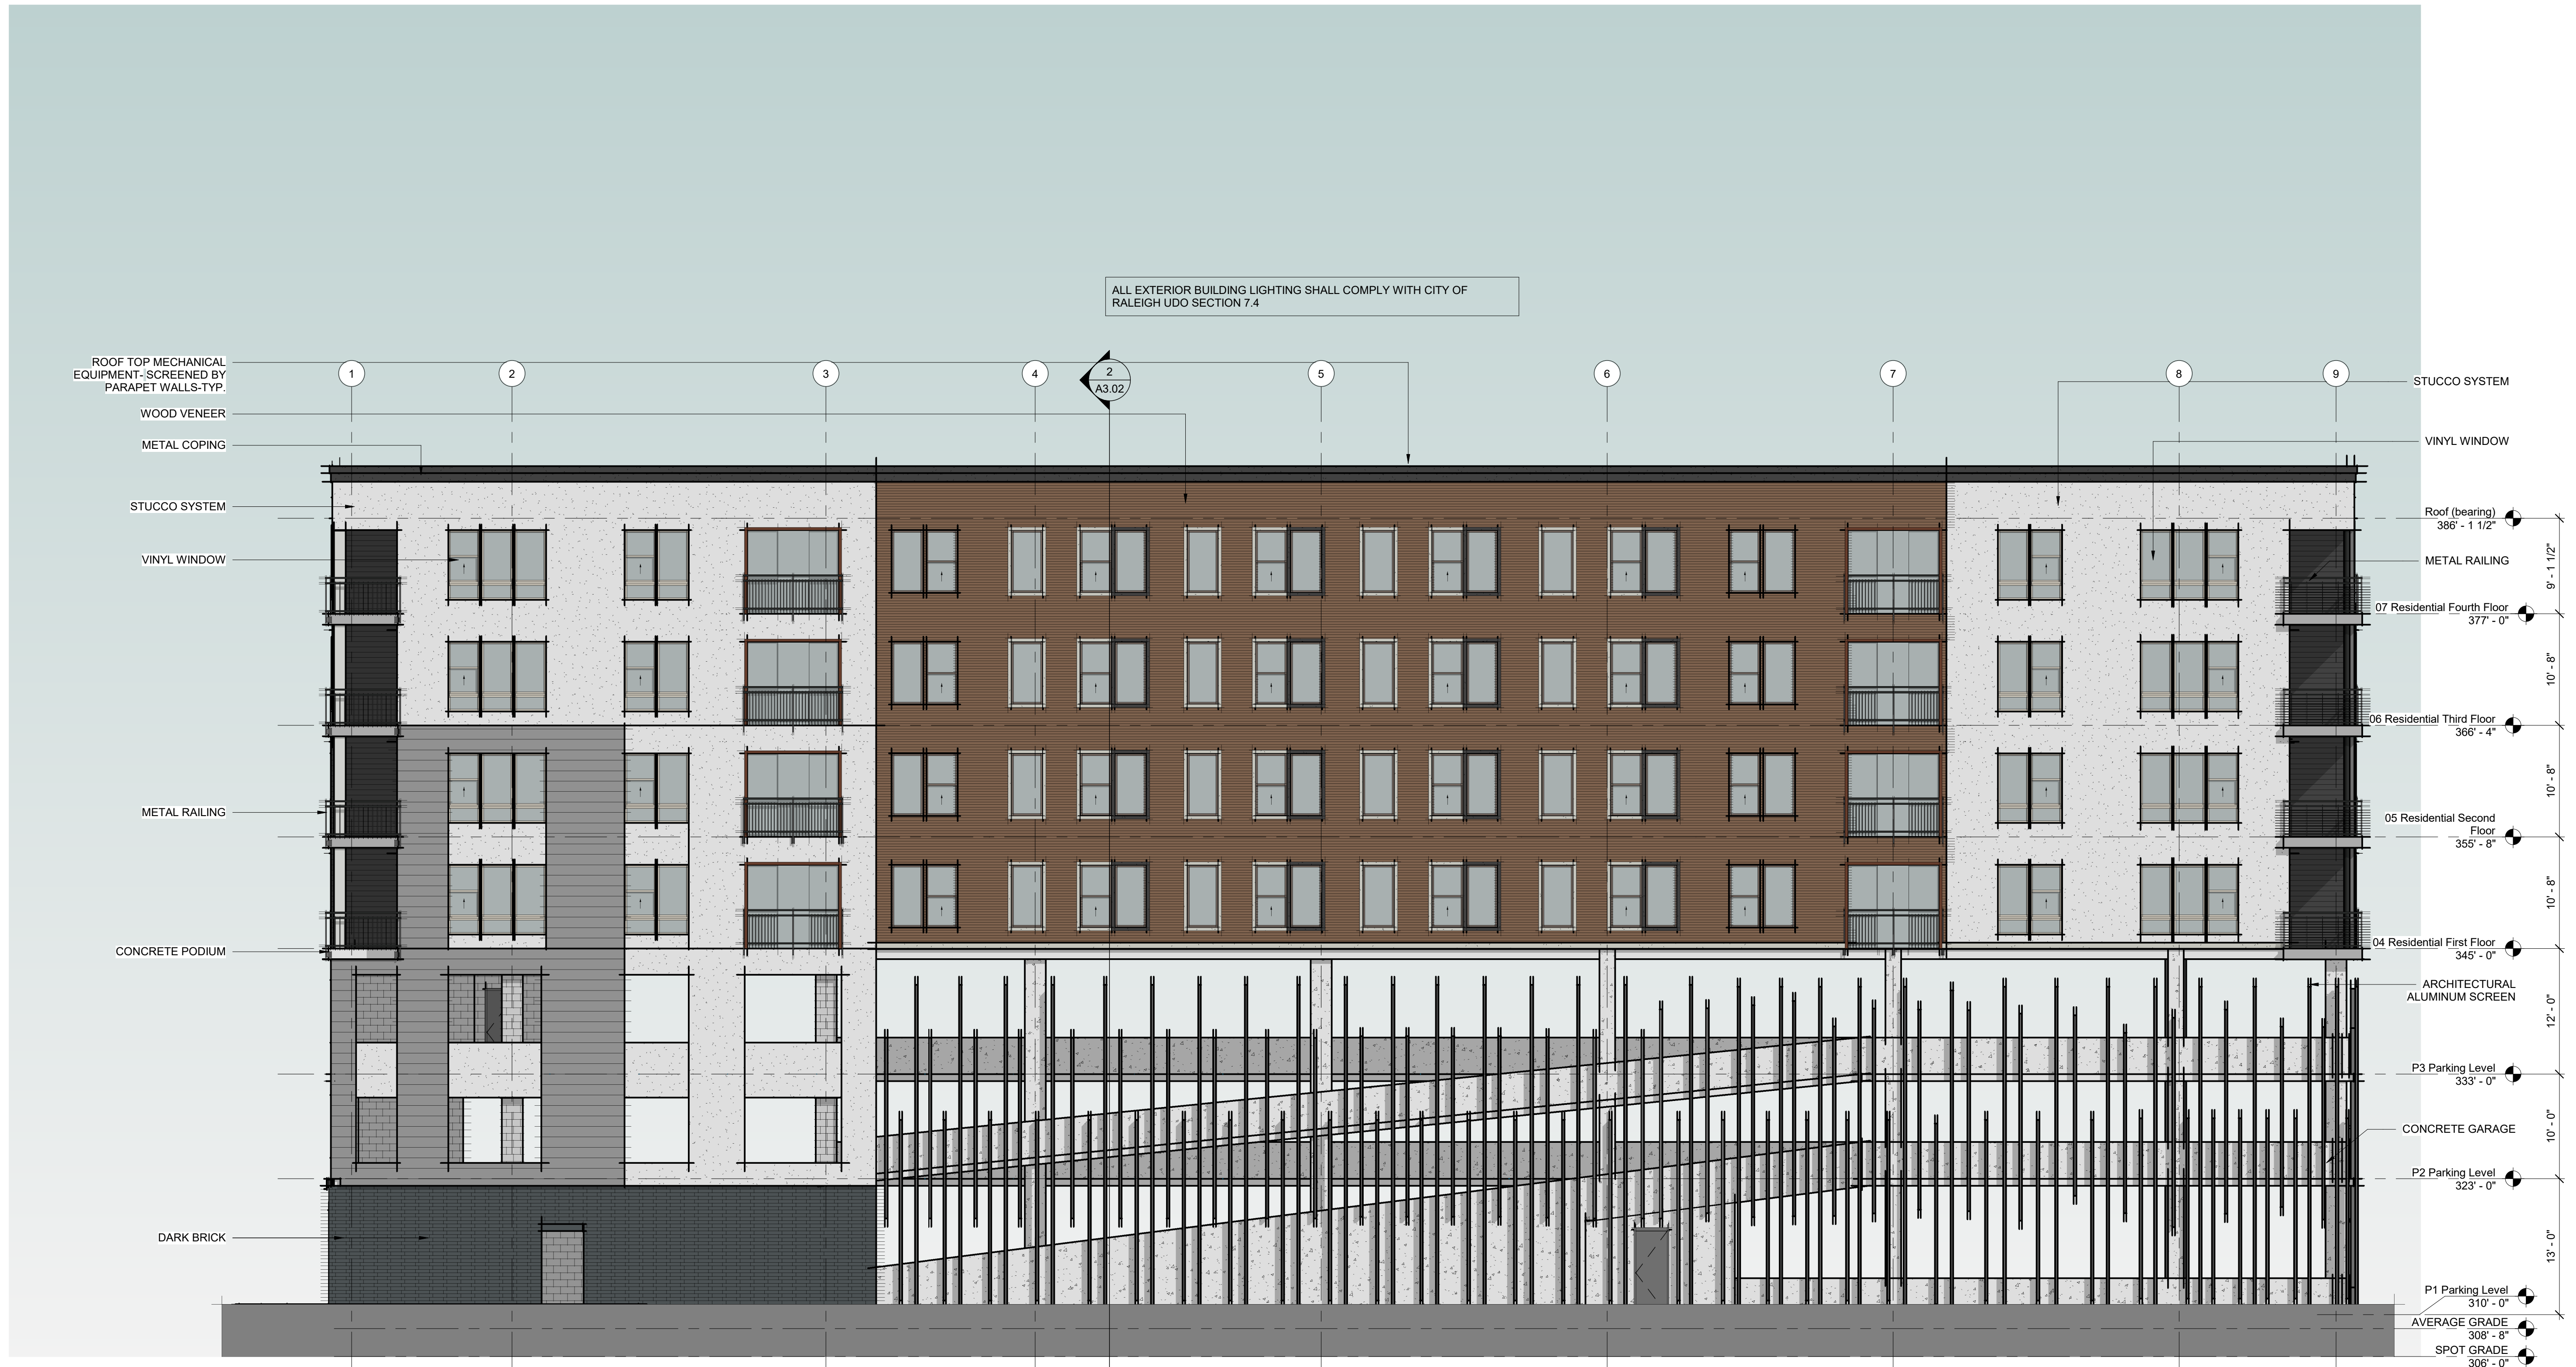 ALL EXTERIOR BUILDING LIGHTING SHALL COMPLY WITH CITY OF
RALEIGH UDO SECTION 7.4
ROOF TOP MECHANICAL
EQUIPMENT- SCREENED BY
PARAPET WALLS-TYP.
1
2
3
4
2
A3.02
5
6
7
8
9
STUCCO SYSTEM
WOOD VENEER
METAL COPING
VINYL WINDOW
STUCCO SYSTEM
Roof (bearing)
386' - 1 1/2"
VINYL WINDOW
METAL RAILING
9' - 1 1/2"
07 Residential Fourth Floor
377' - 0"
10' - 8"
06 Residential Third Floor
366' - 4"
10' - 8"
METAL RAILING
05 Residential Second
Floor
355' - 8"
10' - 8"
CONCRETE PODIUM
04 Residential First Floor
345' - 0"
ARCHITECTURAL
ALUMINUM SCREEN
12' - 0"
P3 Parking Level
333' - 0"
CONCRETE GARAGE
10' - 0"
P2 Parking Level
323' - 0"
DARK BRICK
13' - 0"
P1 Parking Level
310' - 0"
AVERAGE GRADE
308' - 8"
SPOT GRADE
306' - 0"